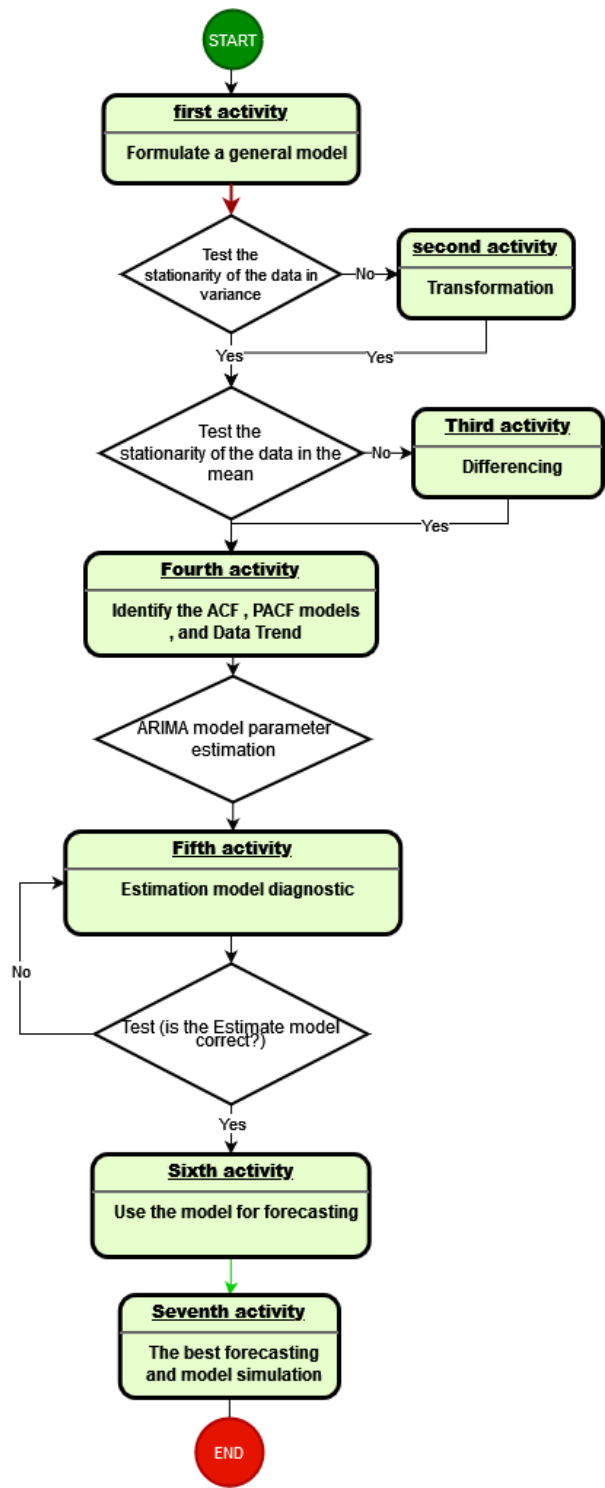 START
first activity
Formulate a general model
Test the
stationarity of the data in
variance
No
second activity
Transformation
Yes
Yes
Test the
stationarity of the data in the
mean
No
Third activity
Differencing
Yes
Fourth activity
Identify the ACF , PACF models
, and Data Trend
ARIMA model parameter
estimation
Fifth activity
Estimation model diagnostic
No
Test (is the Estimate model
correct?)
Yes
Sixth activity
Use the model for forecasting
Seventh activity
The best forecasting
and model simulation
END